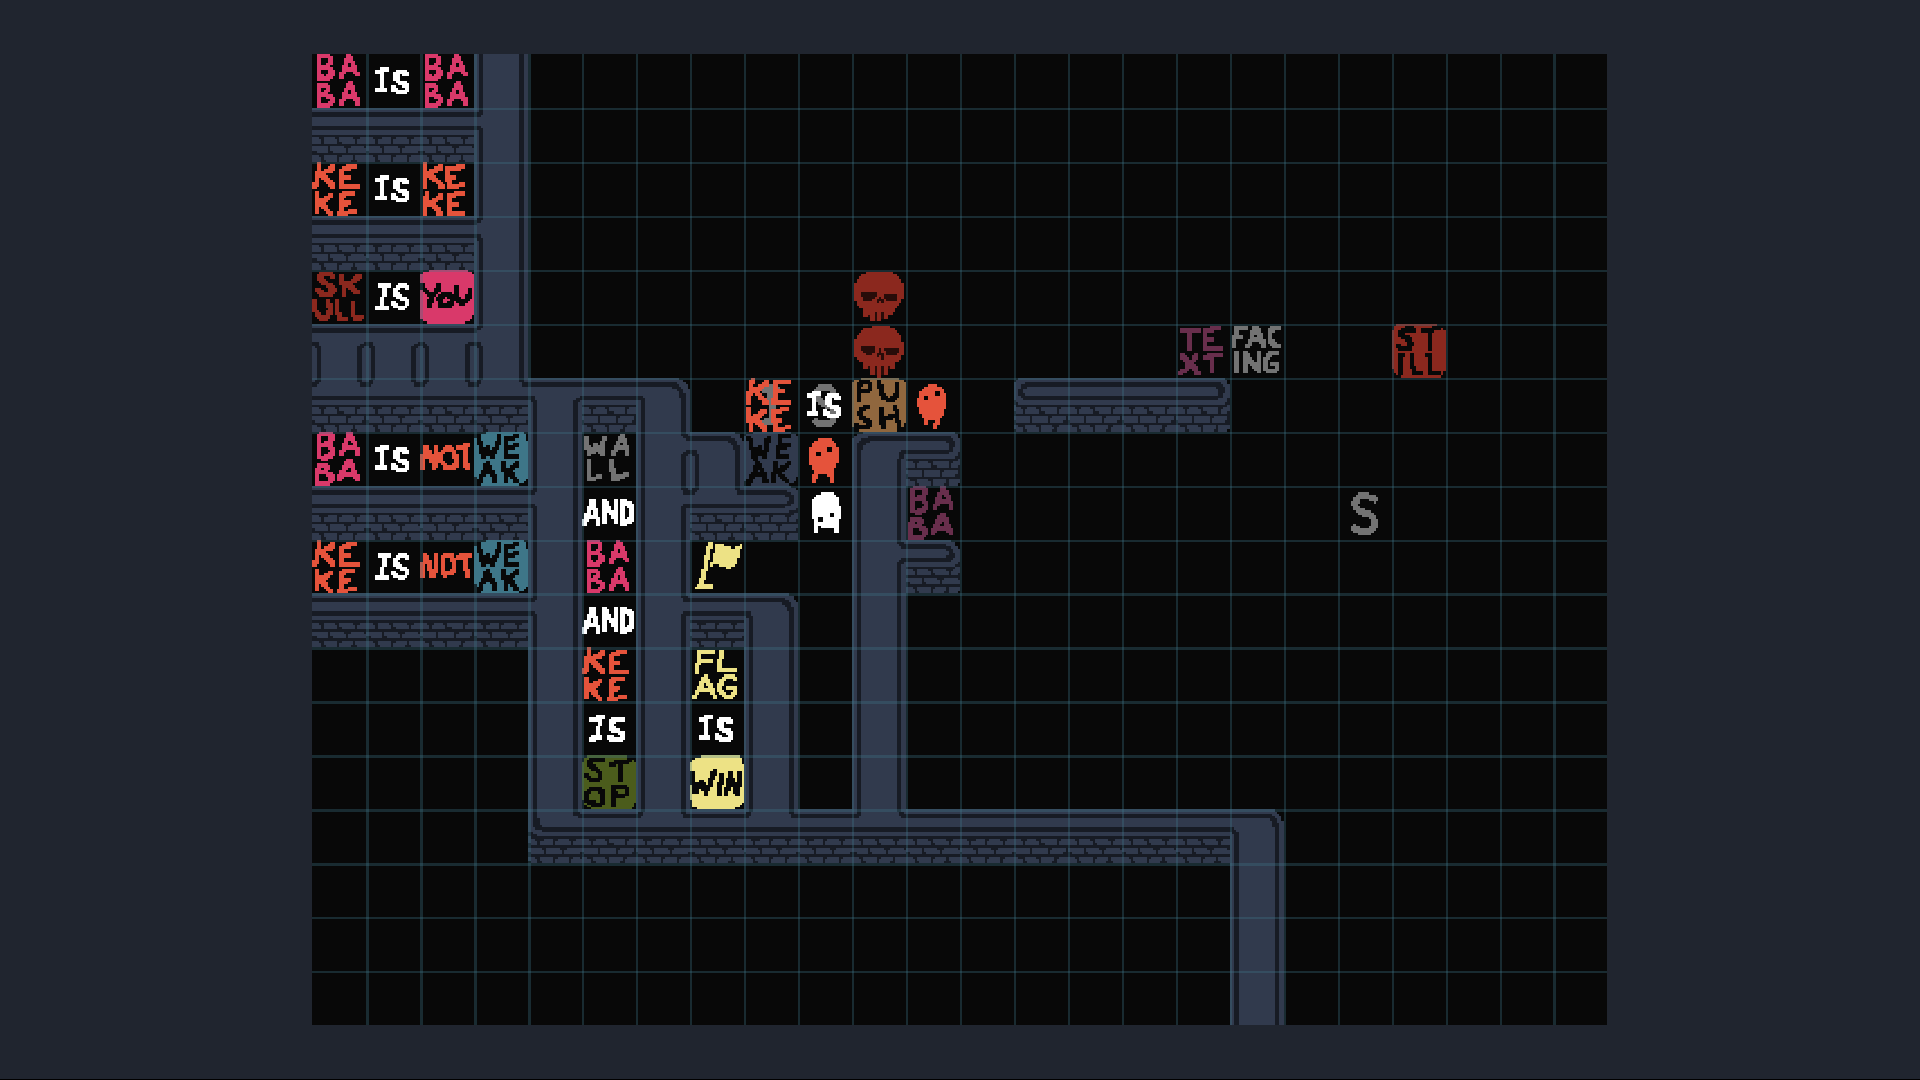 BABA IS BABA
KEKE IS KEKE
SKULL IS YOU
TEXT FACING STILL
KEKE IS PUSH
BABA IS NOT WEAK
WALL
WEAK
AND
BABA
S
KEKE IS NOT WEAK
BABA
AND
KEKE
FLAG
IS
IS
STOP
WIN